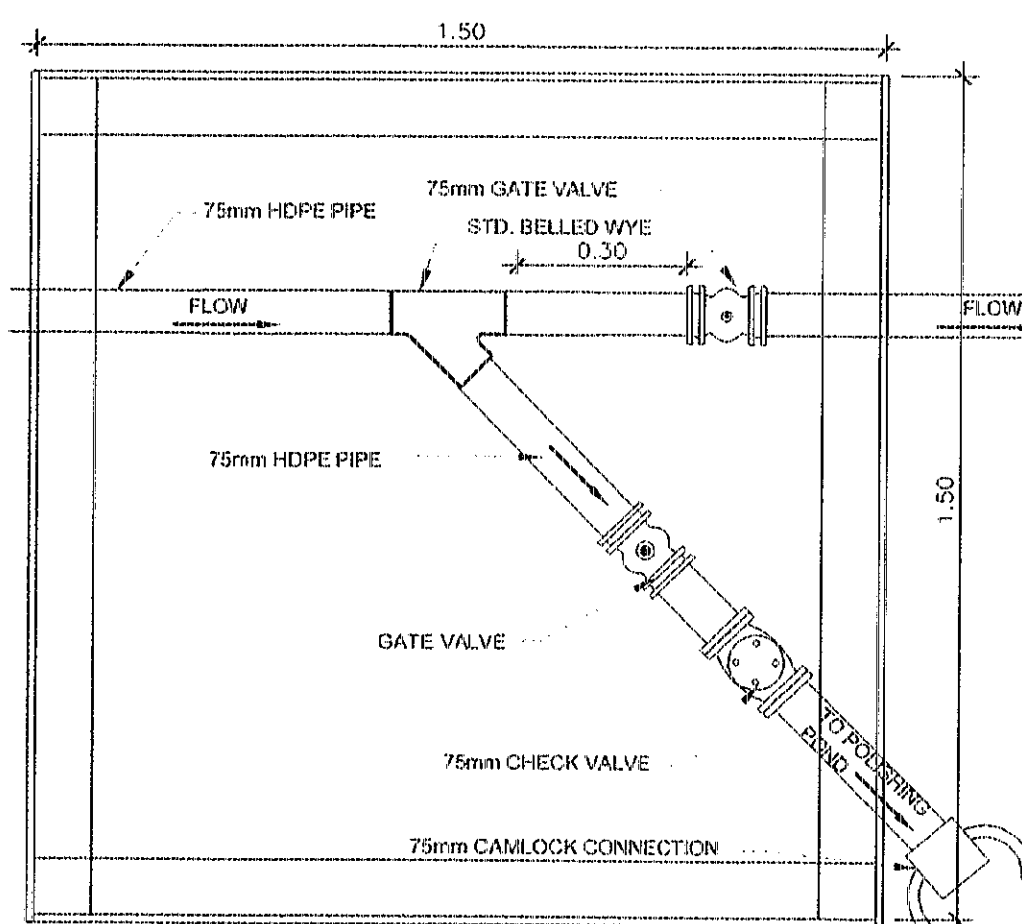 1.50
75mm GATE VALVE
75mm HDPE PIPE
STD. BELLED WYE
0.30
FLOW
FLOW
75mm HDPE PIPE
1.50
GATE VALVE
TO POLISHING
POND
75mm CHECK VALVE
75mm CAMLOCK CONNECTION